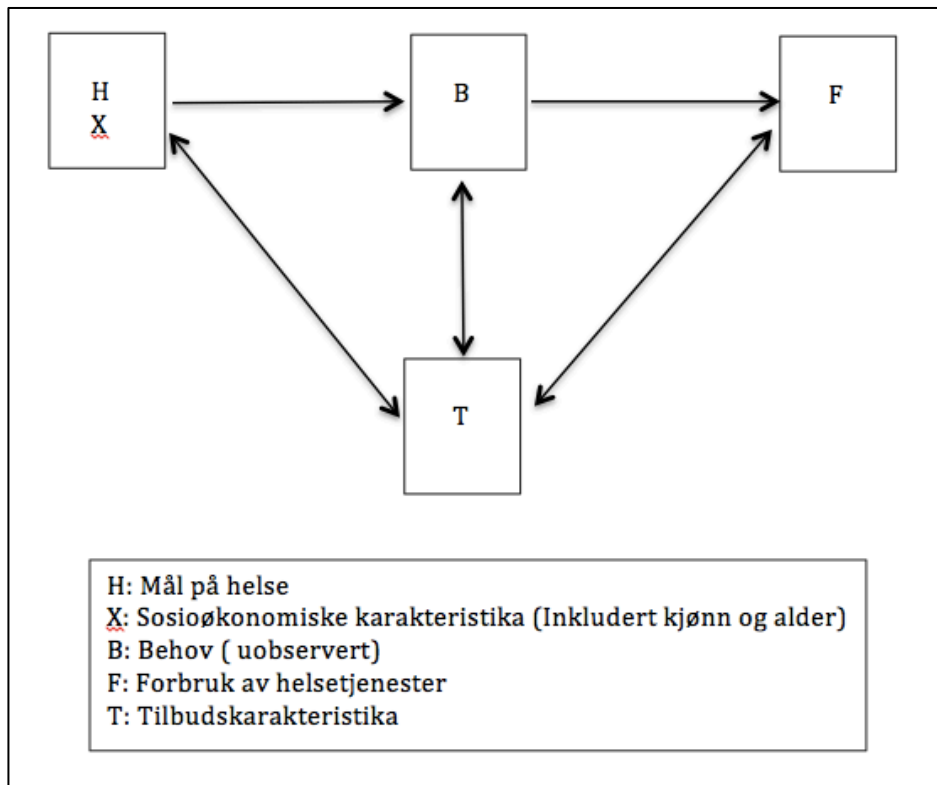 H
X
B
F
T
H: Mål på helse
X: Sosioøkonomiske karakteristika (Inkludert kjønn og alder)
B: Behov ( uobservert)
F: Forbruk av helsetjenester
T: Tilbudskarakteristika